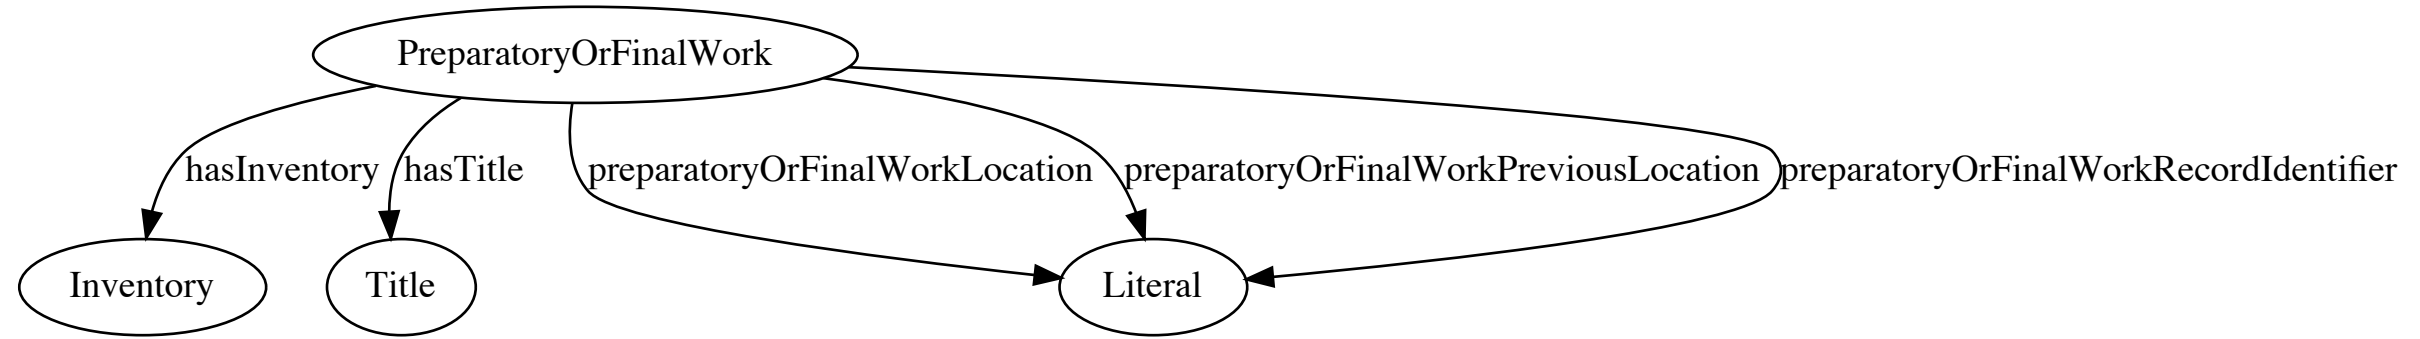 PreparatoryOrFinalWork
hasInventory
hasTitle
preparatoryOrFinalWorkLocation
preparatoryOrFinalWorkPreviousLocation
preparatoryOrFinalWorkRecordIdentifier
Inventory
Title
Literal